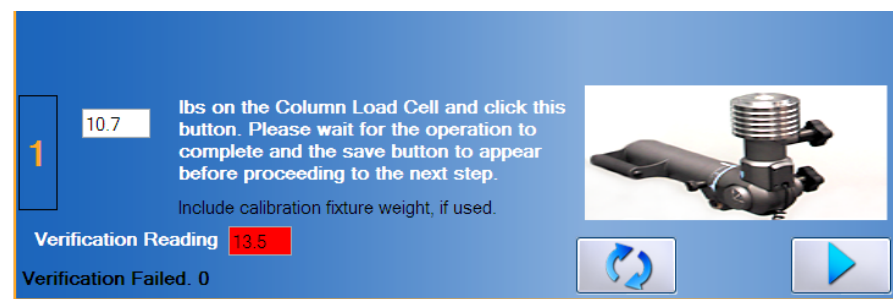 1
10.7
lbs on the Column Load Cell and click this
button. Please wait for the operation to
complete and the save button to appear
before proceeding to the next step.
Include calibration fixture weight, if used.
Verification Reading 13.5
Verification Failed. 0